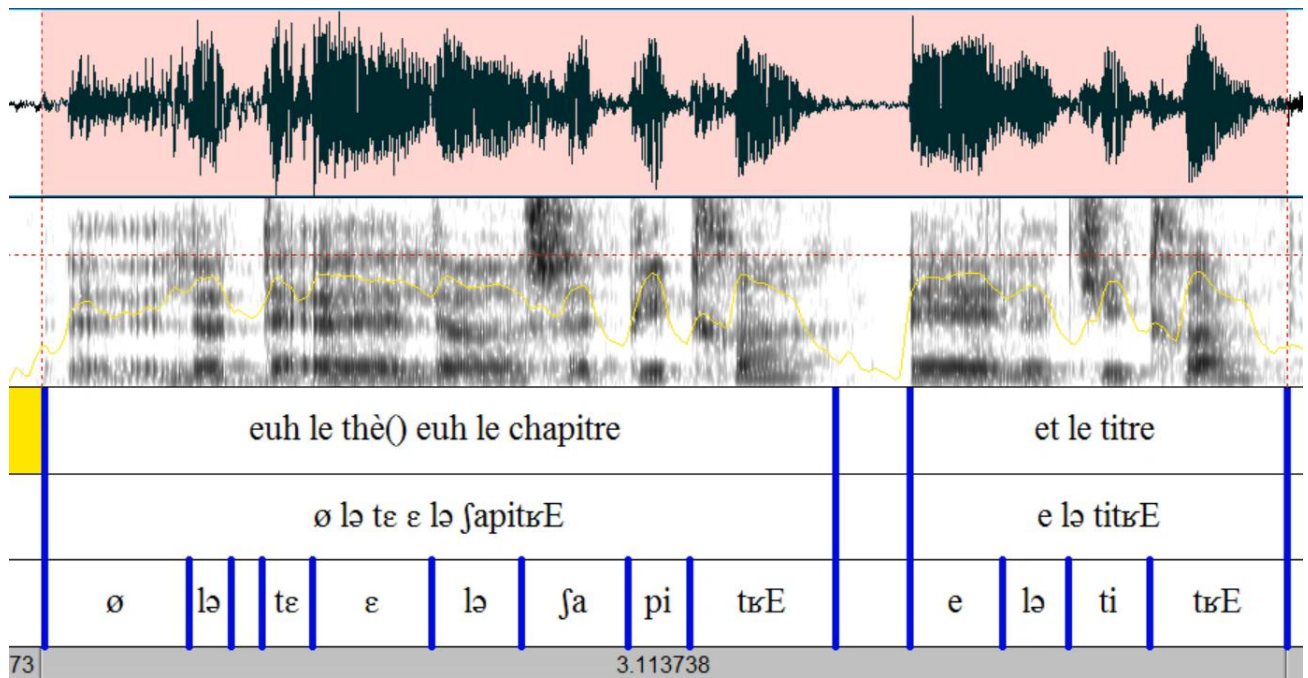 euh le thè() euh le chapitre et le titre
ø lə tɛ ɛ lə ʃapitʁE e lə titʁE
ø lə tɛ ɛ lə ʃa pi tʁE e lə ti tʁE
73 3.113738